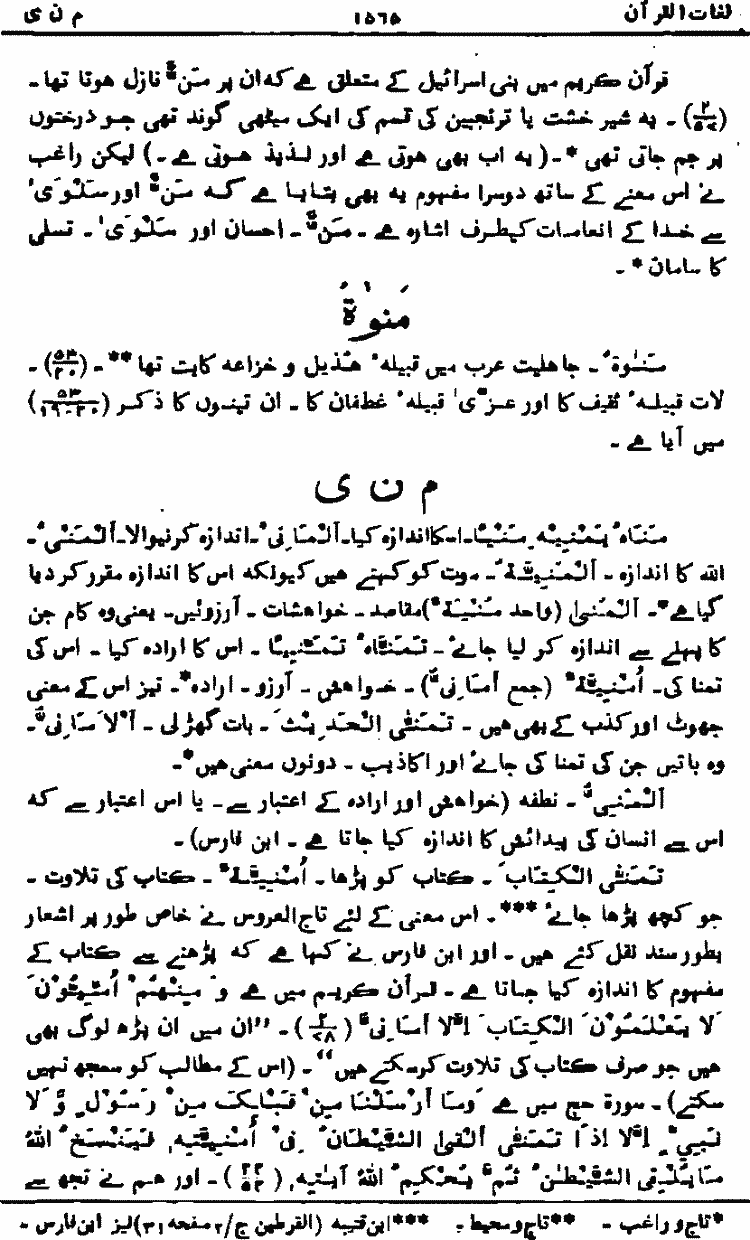 لغات القرآن ۱۵۶۵ م ن ی
قرآن کریم میں بنی اسرائیل کے متعلق ہے کہ ان پر مَنٌّ نازل ہوتا تھا ۔
(۲/۵۷) ۔ یہ شیر خشت یا ترنجبین کی قسم کی ایک میٹھی گوند تھی جو درختوں
پر جم جاتی تھی * ۔ (یہ اب بھی ہوتی ہے اور لذیذ ہوتی ہے ۔) لیکن راغب
نے اس معنے کے ساتھ دوسرا مفہوم یہ بھی بتایا ہے کہ مَنٌّ اور سَلْوٰی
سے خدا کے انعامات کیطرف اشارہ ہے ۔ مَنٌّ ۔ احسان اور سَلْوٰی ۔ تسلی
کا سامان * ۔
مَنٰوۃُ
مَنٰوۃُ ۔ جاہلیت عرب میں قبیلہٴ ہذیل و خزاعہ کا بت تھا ** ۔ (۵۳/۲۰) ۔
لات قبیلہٴ ثقیف کا اور عزّٰی قبیلہٴ غطفان کا ۔ ان تینوں کا ذکر (۵۳/۱۹-۲۰)
میں آیا ہے ۔
م ن ی
مَنَاہُ یَمْنِیْہِ مَنْیًا ۔ اسکا اندازہ کیا ۔ اَلْمَانِیْ ۔ اندازہ کرنیوالا ۔ اَلْمَنٰی ۔
اللہ کا اندازہ ۔ اَلْمَنِیَّۃُ ۔ موت کو کہتے ہیں کیونکہ اس کا اندازہ مقرر کر دیا
گیا ہے * ۔ اَلْمُنٰی (واحد مُنْیَۃٌ) مقاصد ۔ خواہشات ۔ آرزوئیں ۔ یعنی وہ کام جن
کا پہلے سے اندازہ کر لیا جائے ۔ تَمَنَّاہُ تَمَنِّیًا ۔ اس کا ارادہ کیا ۔ اس کی
تمنا کی ۔ اُمْنِیَّۃٌ (جمع أَمَانِیُّ) ۔ خواہش ۔ آرزو ۔ ارادہ * ۔ نیز اس کے معنی
جھوٹ اور کذب کے بھی ہیں ۔ تَمَنَّی الْحَدِیْثَ ۔ بات گھڑ لی ۔ اَلْاَمَانِیُّ ۔
وہ باتیں جن کی تمنا کی جائے اور اکاذیب ۔ دونوں معنی ہیں * ۔
اَلْمَنِیُّ ۔ نطفہ (خواہش اور ارادہ کے اعتبار سے ۔ یا اس اعتبار سے کہ
اس سے انسان کی پیدائش کا اندازہ کیا جاتا ہے ۔ ابن فارس) ۔
تَمَنَّی الْکِتَابَ ۔ کتاب کو پڑھا ۔ اُمْنِیَّۃٌ ۔ کتاب کی تلاوت ۔
جو کچھ پڑھا جائے *** ۔ اس معنی کے لئے تاج العروس نے خاص طور پر اشعار
بطور سند نقل کئے ہیں ۔ اور ابن فارس نے کہا ہے کہ پڑھنے سے کتاب کے
مفہوم کا اندازہ کیا جاتا ہے ۔ قرآن کریم میں ہے وَ مِنْھُمْ اُمِّیُّوْنَ
لَا یَعْلَمُوْنَ الْکِتَابَ اِلَّا اَمَانِیَّ (۲/۷۸) ۔ ”ان میں ان پڑھ لوگ بھی
ہیں جو صرف کتاب کی تلاوت کرسکتے ہیں“ ۔ (اس کے مطالب کو سمجھ نہیں
سکتے) ۔ سورۃ حج میں ہے وَمَا اَرْسَلْنَا مِنْ قَبْلِکَ مِنْ رَسُوْلٍ وَّ لَا
نَبِیٍّ اِلَّا اِذَا تَمَنّٰی اَلْقَی الشَّیْطَانُ فِیْ اُمْنِیَّتِہٖ فَیَنْسَخُ اللہُ
مَا یُلْقِی الشَّیْطٰنُ ثُمَّ یُحْکِمُ اللہُ اٰیٰتِہٖ (۲۲/۵۲) ۔ اور ہم نے تجھ سے
*تاج و راغب ۔ **تاج و محیط ۔ ***ابن قتیبہ (القرطین ج/۲ صفحہ ۳۱) نیز ابن فارس ۔